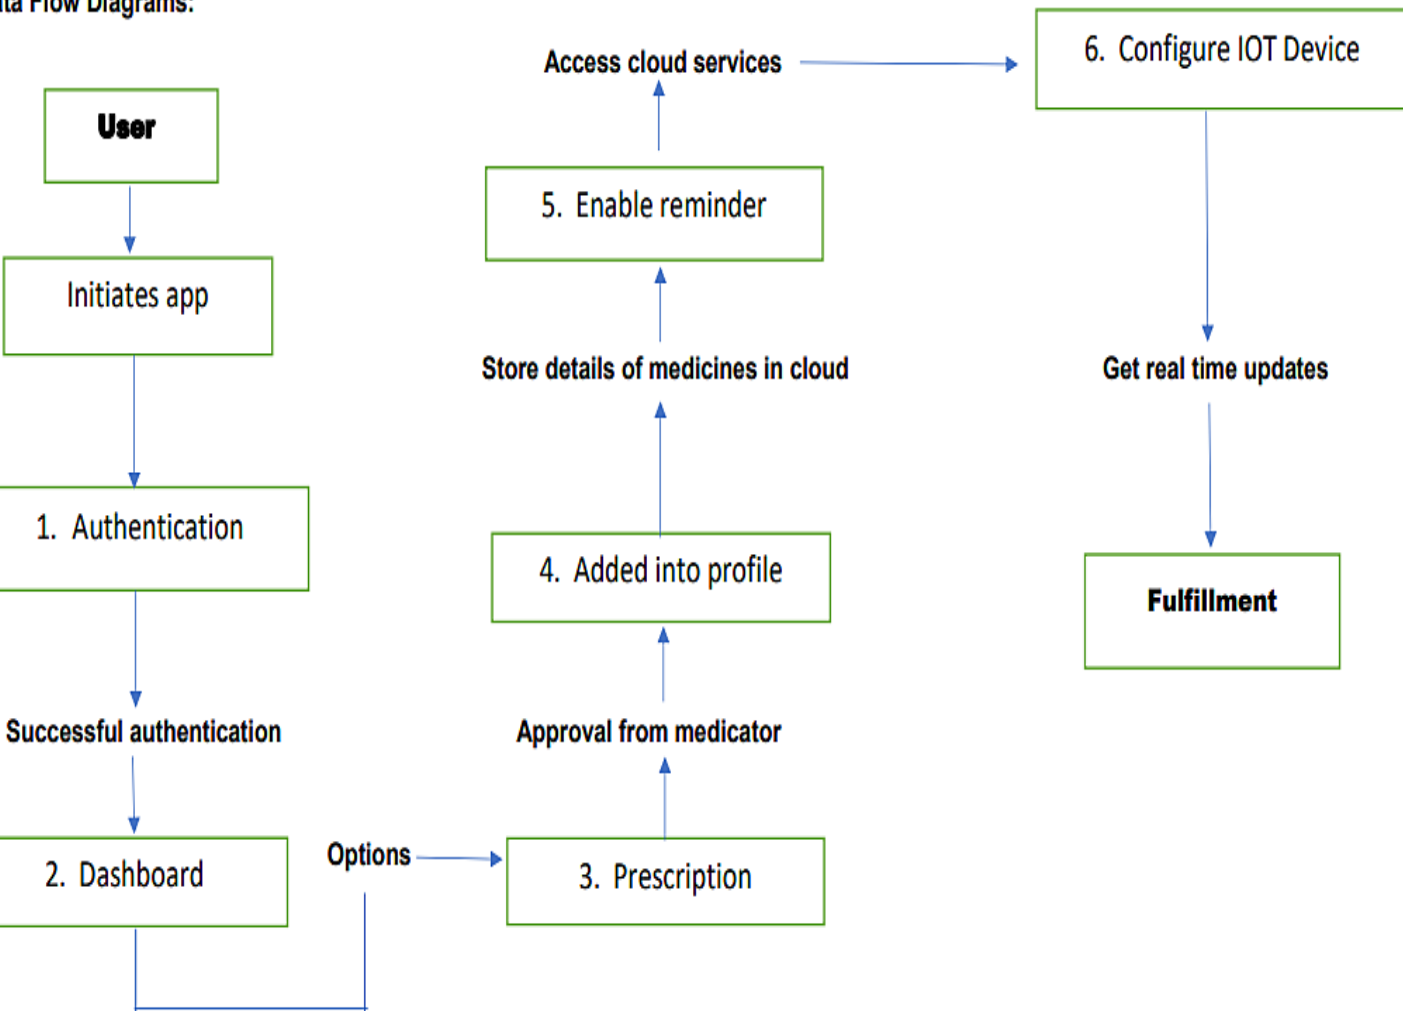 Flow Diagrams:
User
Initiates app
1. Authentication
Successful authentication
2. Dashboard
Options
3. Prescription
Approval from medicator
4. Added into profile
Store details of medicines in cloud
5. Enable reminder
Access cloud services
6. Configure IOT Device
Get real time updates
Fulfillment